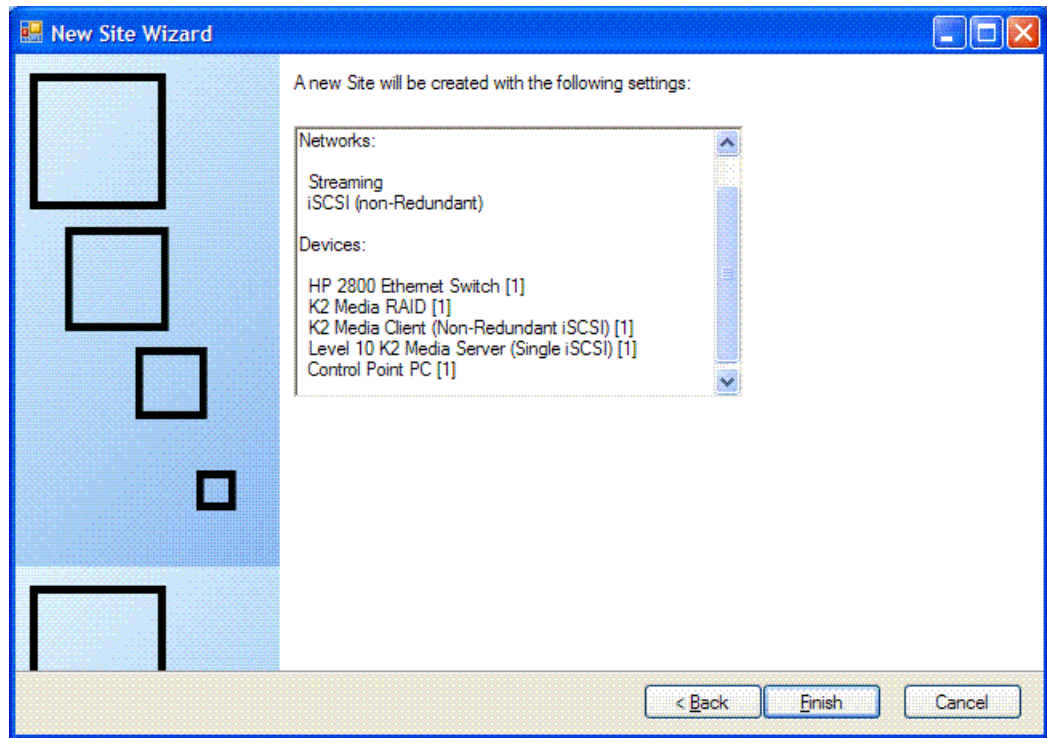 New Site Wizard
A new Site will be created with the following settings:
Networks:
Streaming
iSCSI (non-Redundant)
Devices:
HP 2800 Ethernet Switch [1]
K2 Media RAID [1]
K2 Media Client (Non-Redundant iSCSI) [1]
Level 10 K2 Media Server (Single iSCSI) [1]
Control Point PC [1]
< Back Finish Cancel